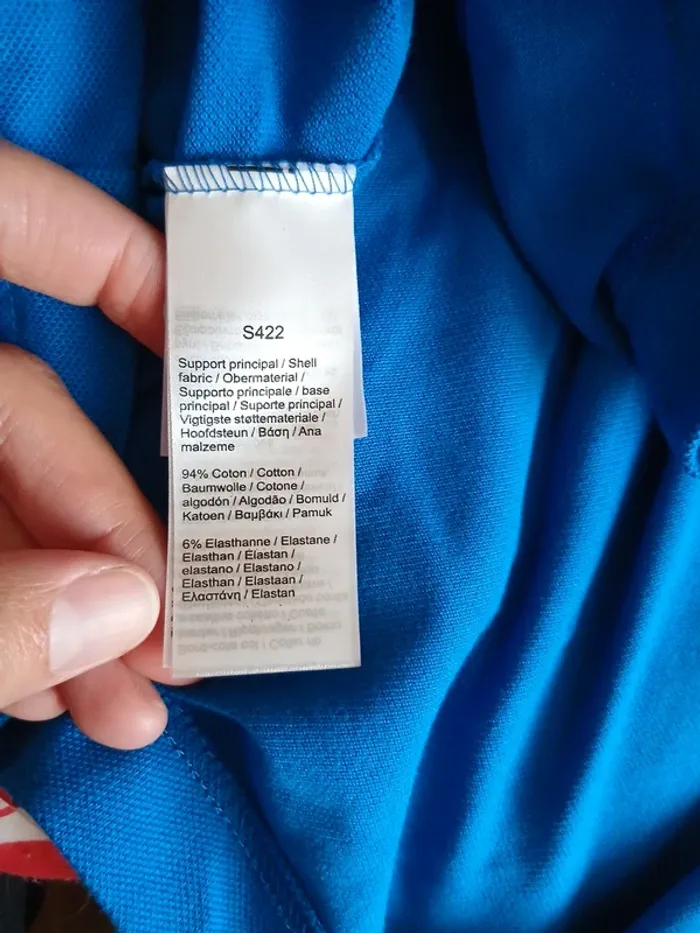 S422
Support principal / Shell
fabric / Obermaterial /
Supporto principale / base
principal / Suporte principal /
Vigtigste støttemateriale /
Hoofdsteun / Βάση / Ana
malzeme
94% Coton / Cotton /
Baumwolle / Cotone /
algodón / Algodão / Bomuld /
Katoen / Βαμβάκι / Pamuk
6% Elasthanne / Elastane /
Elasthan / Elastan /
elastano / Elastano /
Elasthan / Elastaan /
Ελαστάνη / Elastan